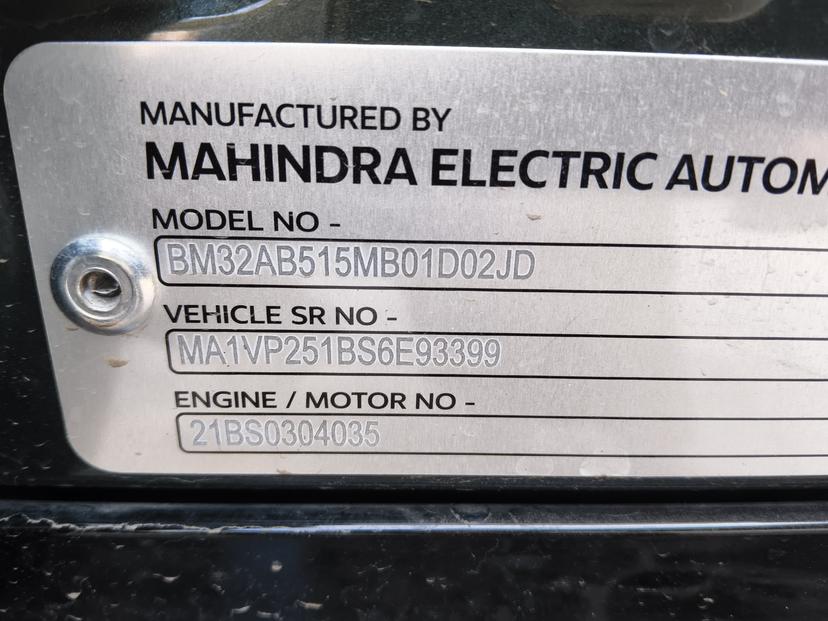 MANUFACTURED BY
MAHINDRA ELECTRIC AUTOM
MODEL NO -
BM32AB515MB01D02JD
VEHICLE SR NO -
MA1VP251BS6E93399
ENGINE / MOTOR NO -
21BS0304035